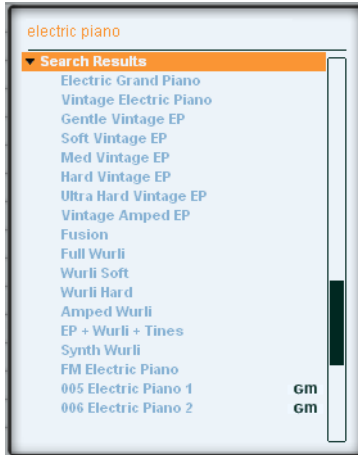 electric piano
Search Results
Electric Grand Piano
Vintage Electric Piano
Gentle Vintage EP
Soft Vintage EP
Med Vintage EP
Hard Vintage EP
Ultra Hard Vintage EP
Vintage Amped EP
Fusion
Full Wurli
Wurli Soft
Wurli Hard
Amped Wurli
EP + Wurli + Tines
Synth Wurli
FM Electric Piano
005 Electric Piano 1 GM
006 Electric Piano 2 GM